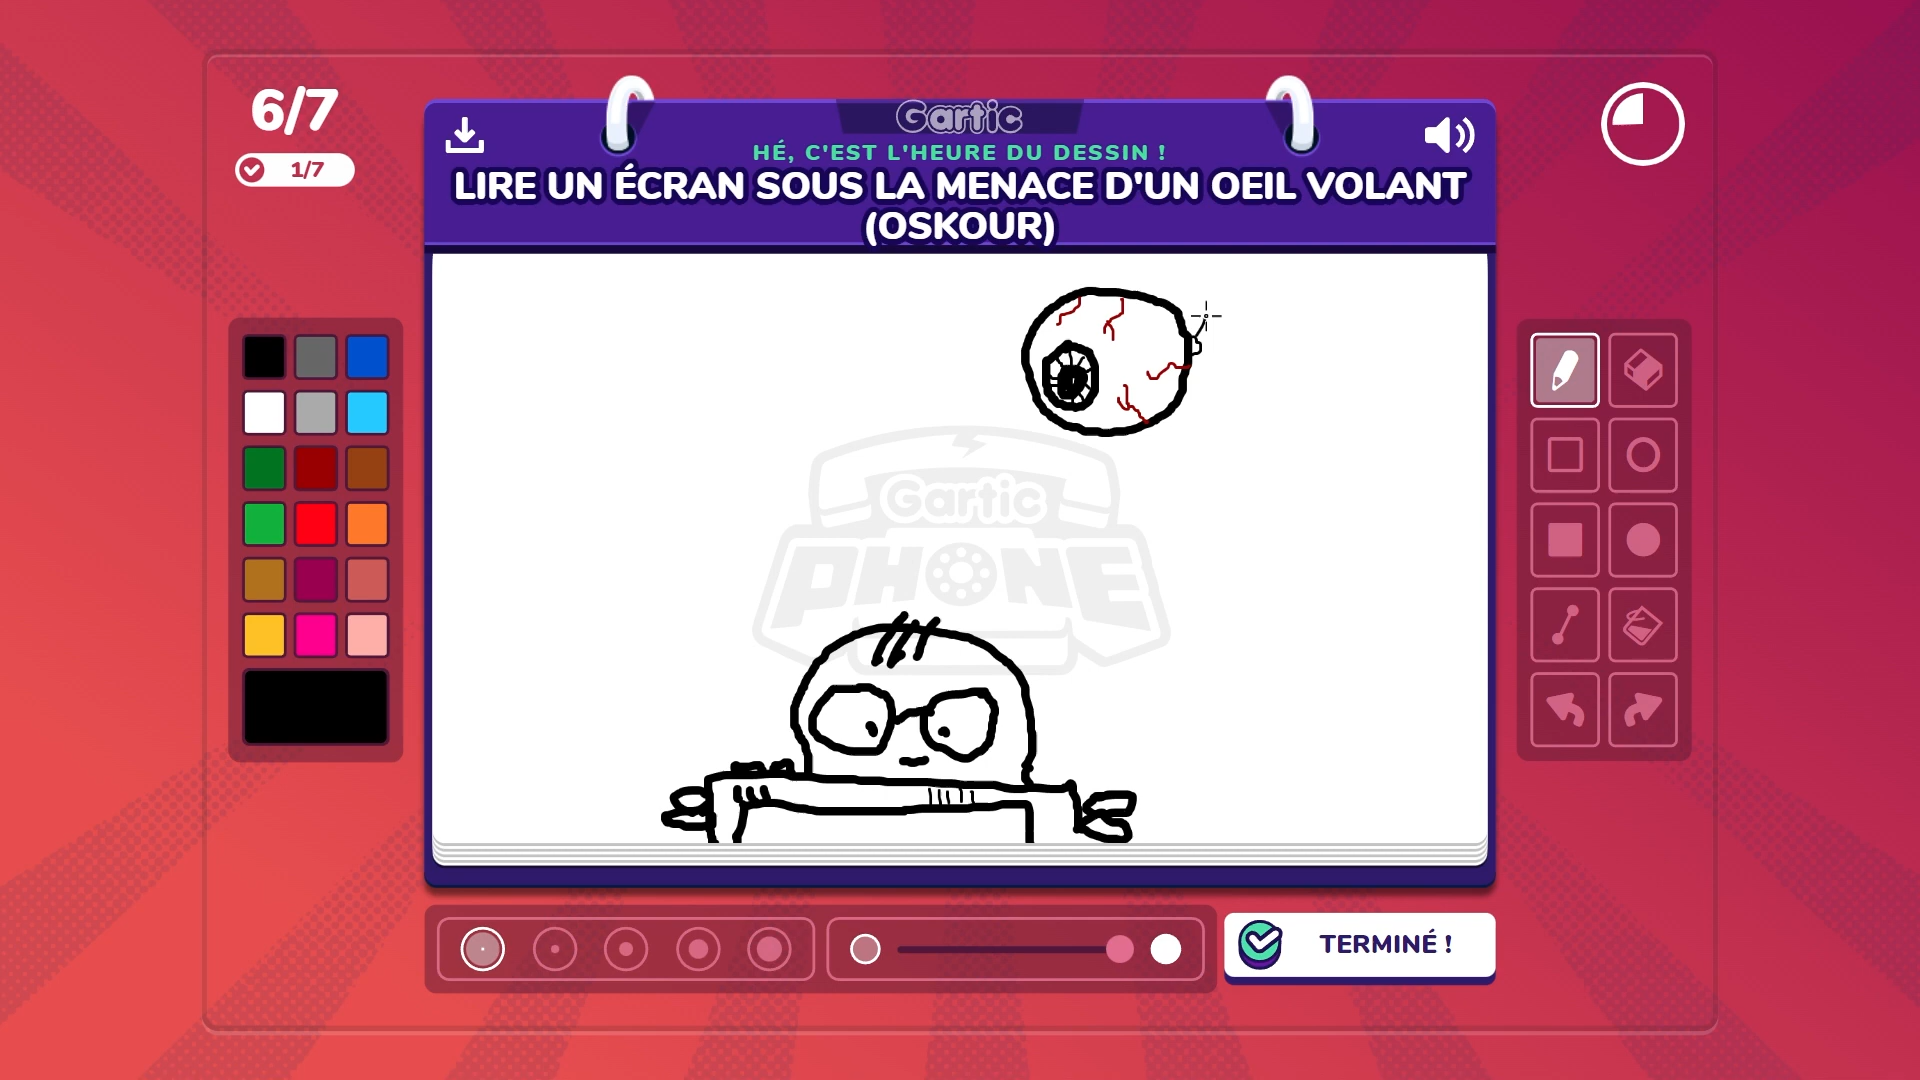 6/7
1/7
Gartic
HÉ, C'EST L'HEURE DU DESSIN !
LIRE UN ÉCRAN SOUS LA MENACE D'UN OEIL VOLANT
(OSKOUR)
Gartic
PHONE
TERMINÉ !